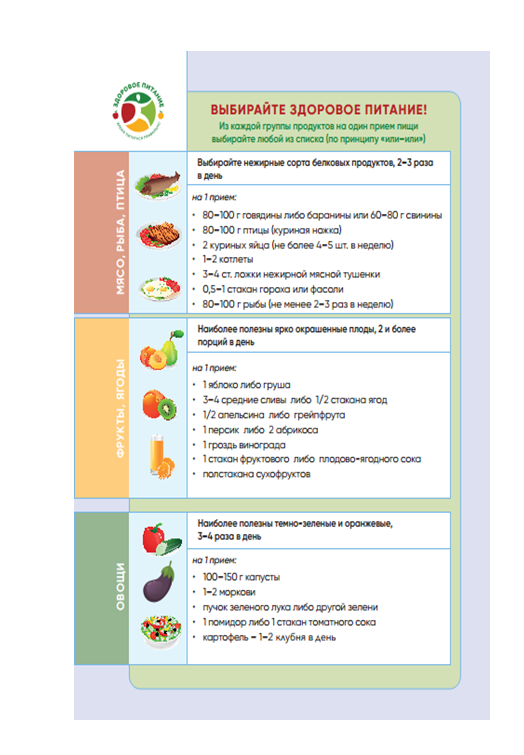 ЗДОРОВОЕ ПИТАНИЕ
ВЫБИРАЙТЕ ЗДОРОВОЕ ПИТАНИЕ!
Из каждой группы продуктов на один прием пищи
выбирайте любой из списка (по принципу «или-или»)
МЯСО, РЫБА, ПТИЦА
Выбирайте нежирные сорта белковых продуктов, 2-3 раза
в день
на 1 прием:
• 80-100 г говядины либо баранины или 60-80 г свинины
• 80-100 г птицы (куриная ножка)
• 2 куриных яйца (не более 4-5 шт. в неделю)
• 1-2 котлеты
• 3-4 ст. ложки нежирной мясной тушенки
• 0,5-1 стакан гороха или фасоли
• 80-100 г рыбы (не менее 2-3 раз в неделю)
ФРУКТЫ, ЯГОДЫ
Наиболее полезны ярко окрашенные плоды, 2 и более
порций в день
на 1 прием:
• 1 яблоко либо груша
• 3-4 средние сливы либо 1/2 стакана ягод
• 1/2 апельсина либо грейпфрута
• 1 персик либо 2 абрикоса
• 1 гроздь винограда
• 1 стакан фруктового либо плодово-ягодного сока
• полстакана сухофруктов
ОВОЩИ
Наиболее полезны темно-зеленые и оранжевые,
3-4 раза в день
на 1 прием:
• 100-150 г капусты
• 1-2 моркови
• пучок зеленого лука либо другой зелени
• 1 помидор либо 1 стакан томатного сока
• картофель - 1-2 клубня в день